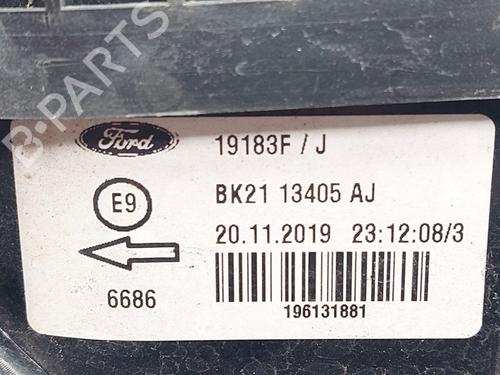 B-PARTS
Ford
19183F / J
E9
BK21 13405 AJ
20.11.2019 23:12:08/3
6686
196131881